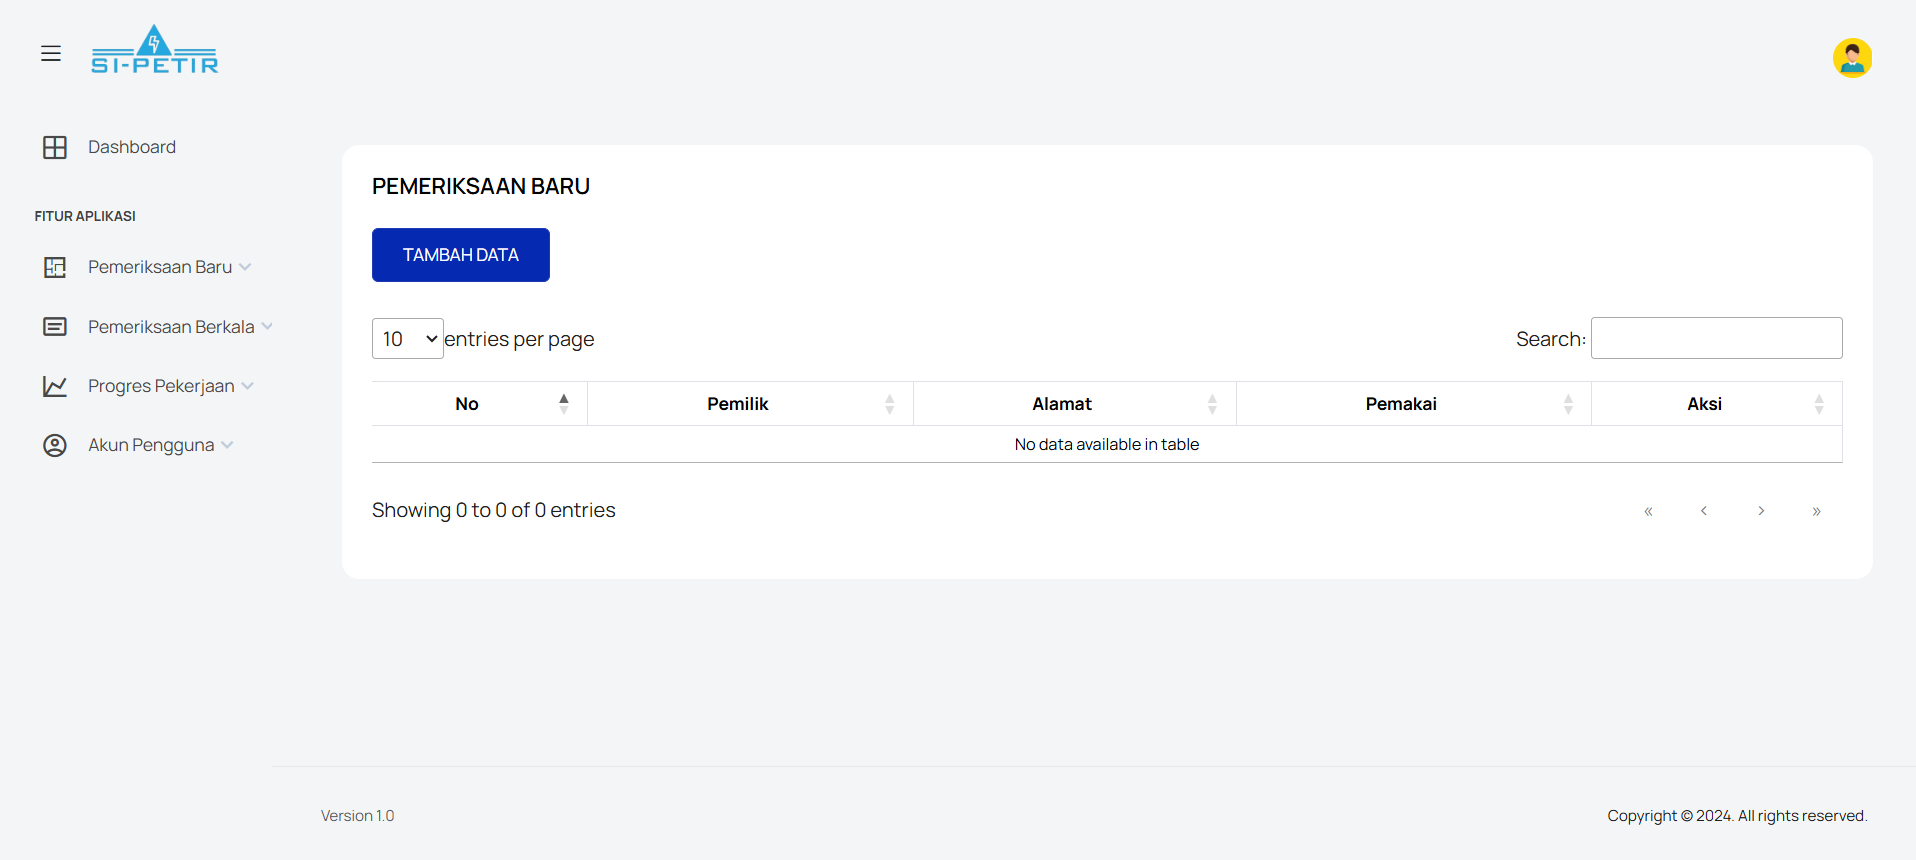 SI-PETIR
Dashboard
FITUR APLIKASI
Pemeriksaan Baru
Pemeriksaan Berkala
Progres Pekerjaan
Akun Pengguna
PEMERIKSAAN BARU
TAMBAH DATA
10 entries per page
Search:
No Pemilik Alamat Pemakai Aksi
No data available in table
Showing 0 to 0 of 0 entries
« ‹ › »
Version 1.0
Copyright © 2024. All rights reserved.